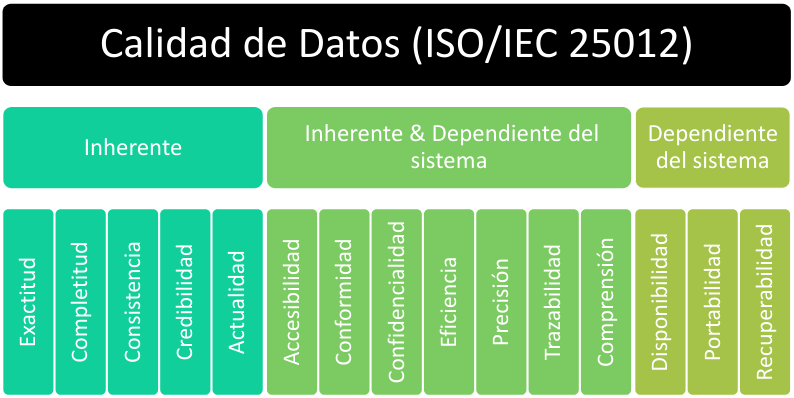 Calidad de Datos (ISO/IEC 25012)
Inherente
Inherente & Dependiente del
sistema
Dependiente
del sistema
Exactitud
Completitud
Consistencia
Credibilidad
Actualidad
Accesibilidad
Conformidad
Confidencialidad
Eficiencia
Precisión
Trazabilidad
Comprensión
Disponibilidad
Portabilidad
Recuperabilidad